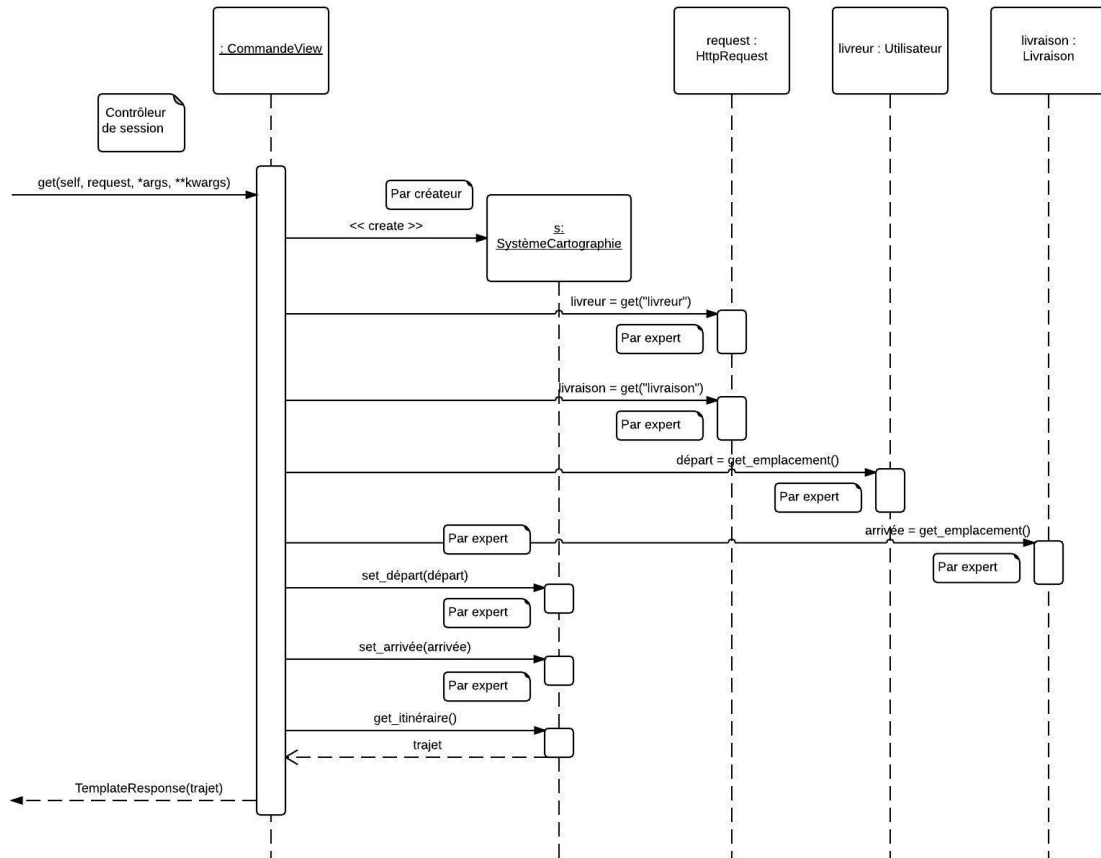 : CommandeView
request :
HttpRequest
livreur : Utilisateur
livraison :
Livraison
Contrôleur
de session
get(self, request, *args, **kwargs)
Par créateur
<< create >>
s:
SystèmeCartographie
livreur = get("livreur")
Par expert
livraison = get("livraison")
Par expert
départ = get_emplacement()
Par expert
Par expert
arrivée = get_emplacement()
Par expert
set_départ(départ)
Par expert
set_arrivée(arrivée)
Par expert
get_itinéraire()
trajet
TemplateResponse(trajet)